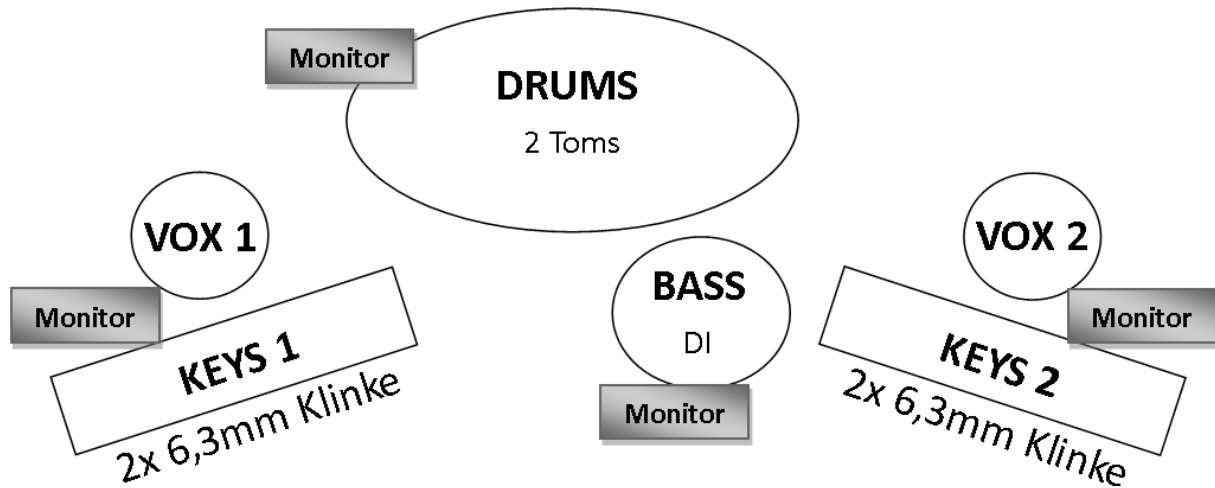 Monitor
DRUMS
2 Toms
VOX 1
Monitor
KEYS 1
2x 6,3mm Klinke
BASS
DI
Monitor
VOX 2
Monitor
KEYS 2
2x 6,3mm Klinke